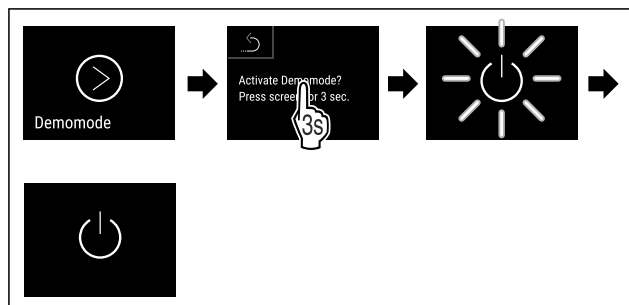 Demomode
Activate Demomode?
Press screen for 3 sec.
3s